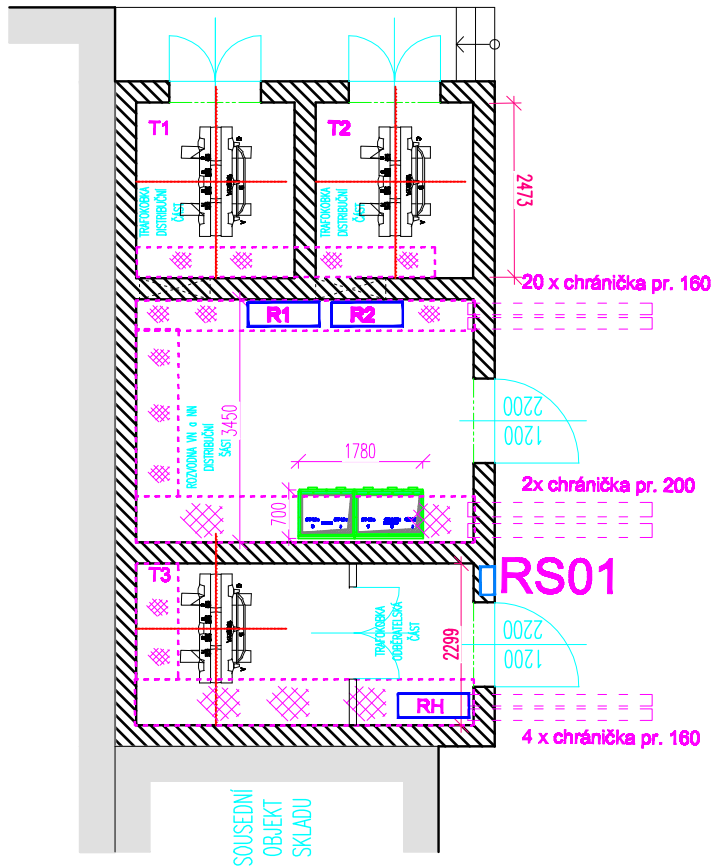 T1
T2
TRAFOKOBKA
DISTRIBUČNÍ
ČÁST
TRAFOKOBKA
DISTRIBUČNÍ
ČÁST
2473
20 x chránička pr. 160
R1
R2
ROZVODNA VN a NN
DISTRIBUČNÍ
ČÁST
3450
2200
1200
1780
700
2x chránička pr. 200
RS01
T3
TRAFOKOBKA
ODBĚRATELSKÁ
ČÁST
2299
2200
1200
RH
4 x chránička pr. 160
SOUSEDNÍ
OBJEKT
SKLADU